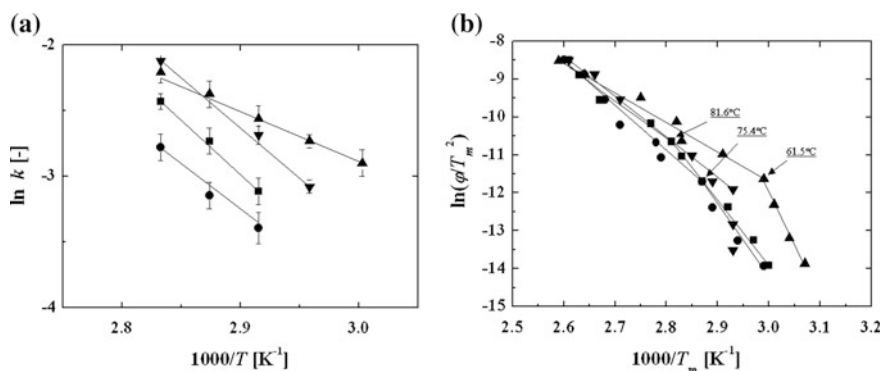 (a)
-2
-3
-4
ln k [-]
2.8 2.9 3.0
1000/T [K⁻¹]
(b)
-8
-9
-10
-11
-12
-13
-14
-15
ln(φ/Tₘ²)
81.6°C
75.4°C
61.5°C
2.5 2.6 2.7 2.8 2.9 3.0 3.1 3.2
1000/Tₘ [K⁻¹]